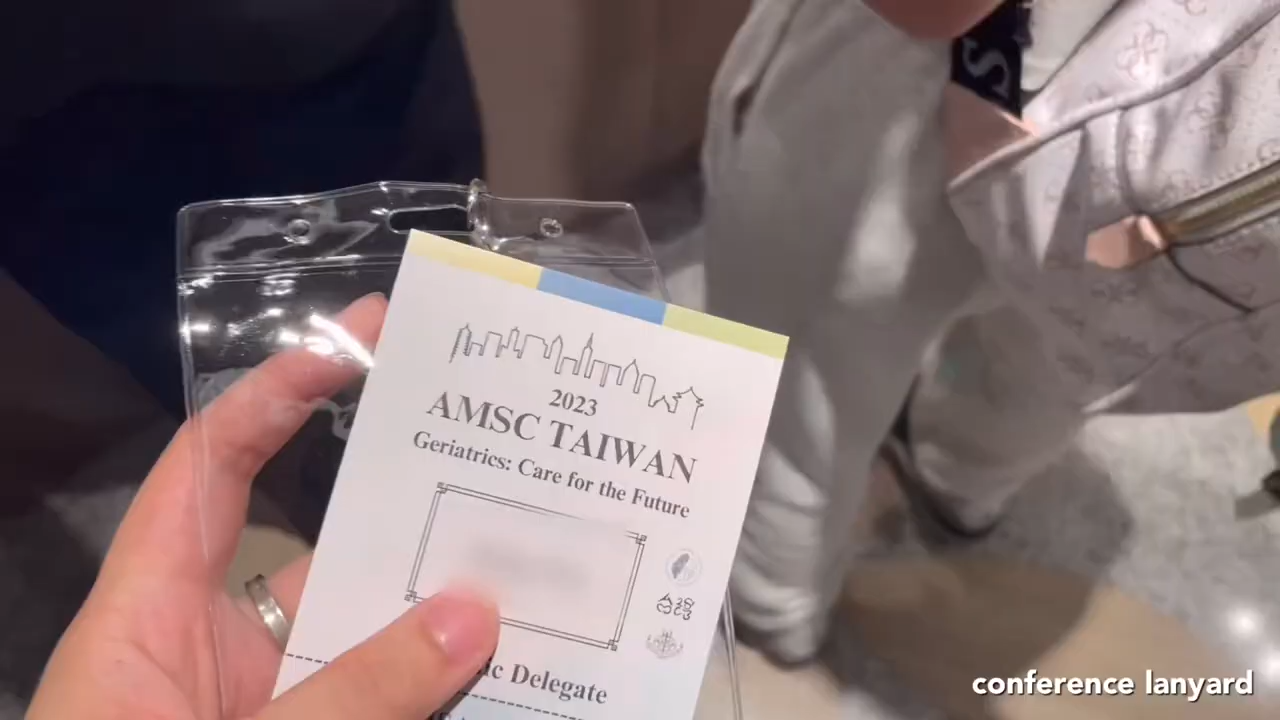 S
2023
AMSC TAIWAN
Geriatrics: Care for the Future
Delegate
conference lanyard